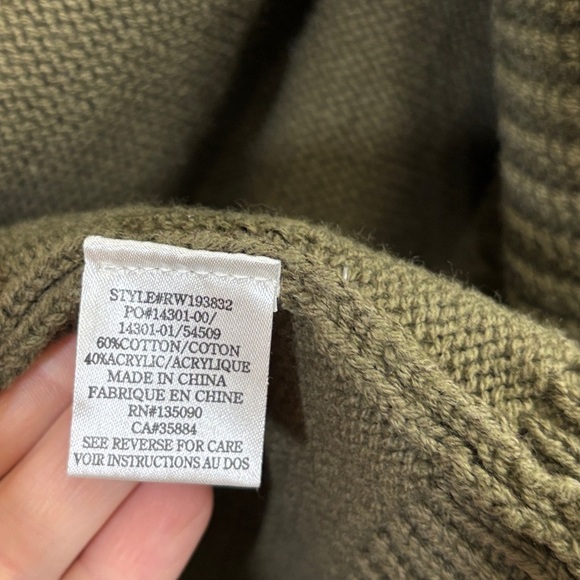 STYLE#RW193832
PO#14301-00/
14301-01/54509
60%COTTON/COTON
40%ACRYLIC/ACRYLIQUE
MADE IN CHINA
FABRIQUE EN CHINE
RN#135090
CA#35884
SEE REVERSE FOR CARE
VOIR INSTRUCTIONS AU DOS